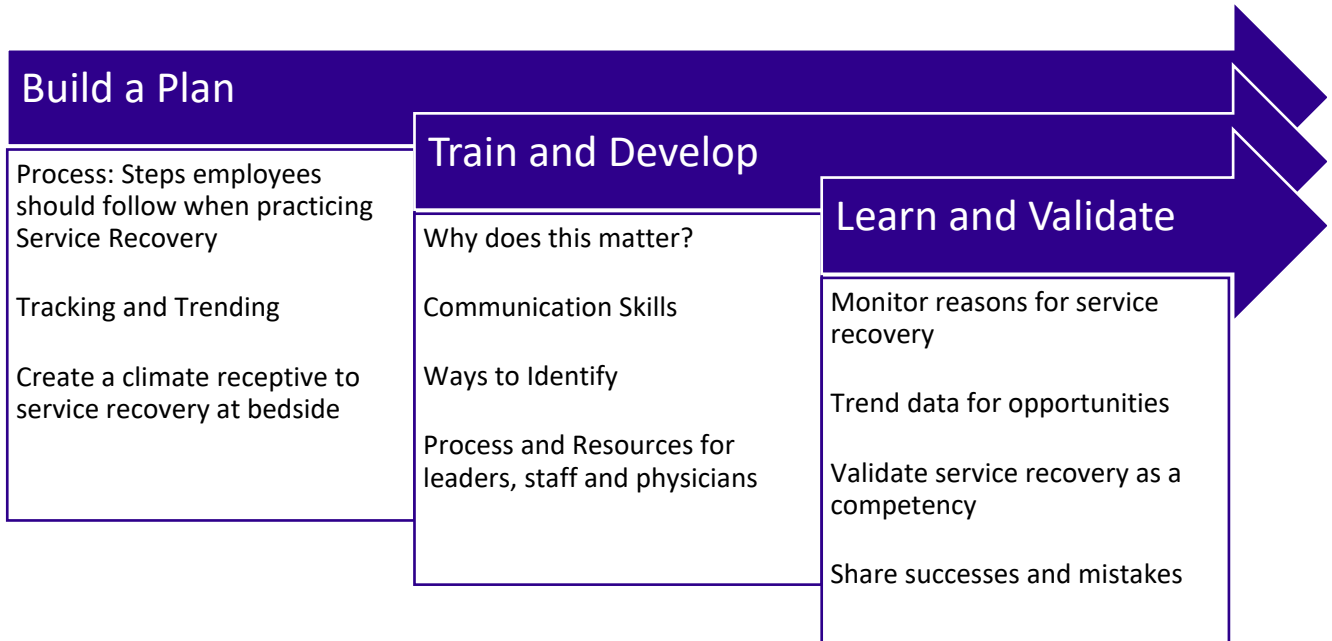 Build a Plan
Process: Steps employees
should follow when practicing
Service Recovery
Tracking and Trending
Create a climate receptive to
service recovery at bedside
Train and Develop
Why does this matter?
Communication Skills
Ways to Identify
Process and Resources for
leaders, staff and physicians
Learn and Validate
Monitor reasons for service
recovery
Trend data for opportunities
Validate service recovery as a
competency
Share successes and mistakes